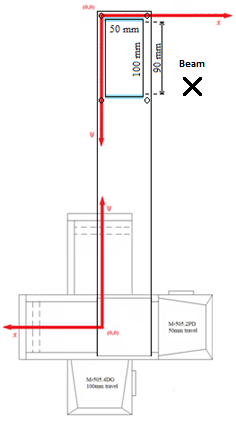 (0,0)
x
50 mm
100 mm
90 mm
Beam
y
y
M-505.2PD
50mm travel
x
(0,0)
M-505.4DG
100mm travel